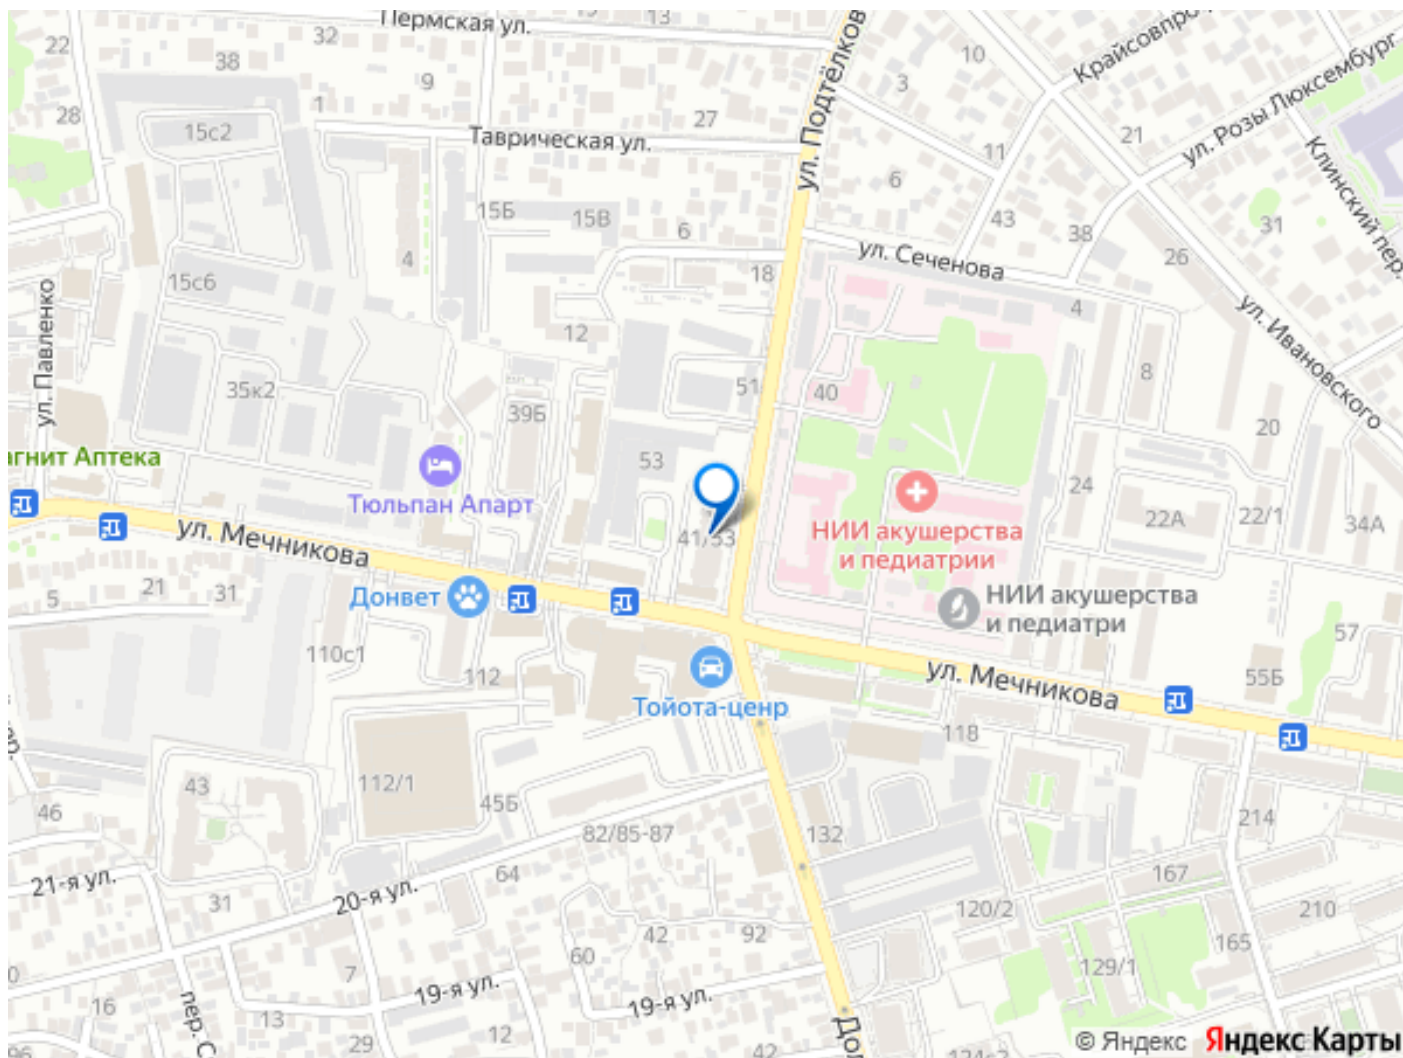 Пермская ул.
13
32
22
38
9
10
3
Крайсовпро
ул. Розы Люксембург
ул. Подтёлков
28
15с2
1
27
21
Таврическая ул.
11
Клинский пер.
6
15Б
15В
6
43
38
31
4
ул. Сеченова
26
18
15с6
4
ул. Павленко
12
ул. Ивановского
8
35к2
51
40
39Б
20
агнит Аптека
53
Тюльпан Апарт
24
22А
22/1
34А
НИИ акушерства
и педиатрии
ул. Мечникова
41/53
5
21
31
Донвет
НИИ акушерства
и педиатри
57
110с1
112
ул. Мечникова
55Б
Тойота-ценр
118
43
112/1
45Б
46
82/85-87
132
214
21-я ул.
31
20-я ул.
64
167
120/2
210
42
92
165
60
7
129/1
16
пер. С
13
19-я ул.
19-я ул.
12
29
42
До
© Яндекс Яндекс Карты